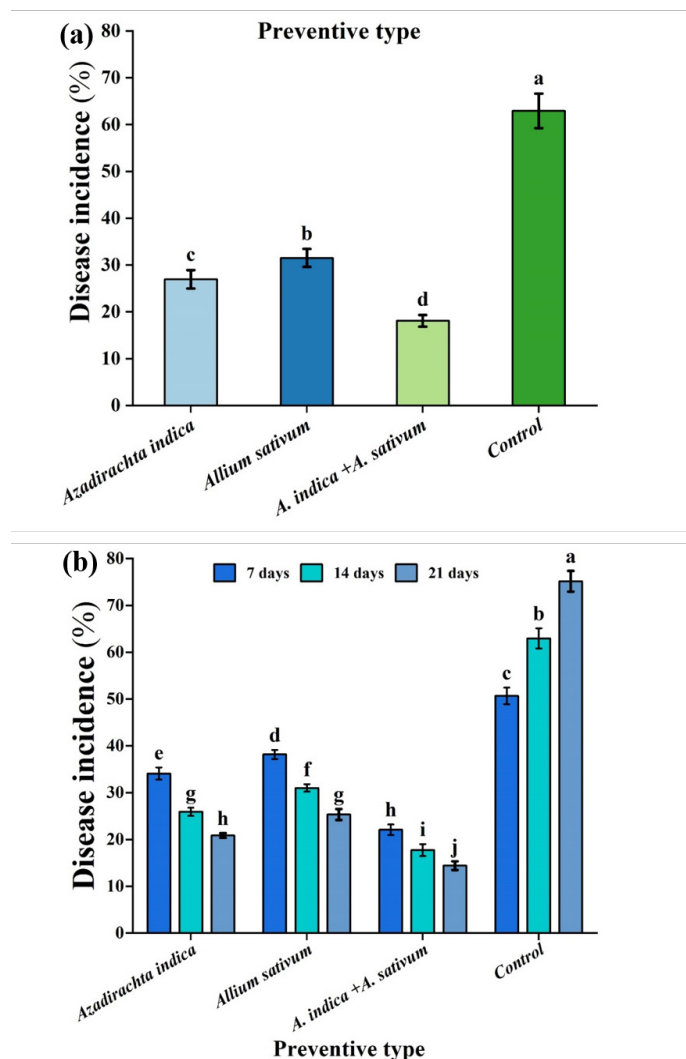 (a)
Preventive type
Disease incidence (%)
80
70
60
50
40
30
20
10
0
c
b
d
a
Azadirachta indica
Allium sativum
A. indica +A. sativum
Control
(b)
Disease incidence (%)
80
70
60
50
40
30
20
10
0
7 days 14 days 21 days
e
g
h
d
f
g
h
i
j
c
b
a
Azadirachta indica
Allium sativum
A. indica +A. sativum
Control
Preventive type